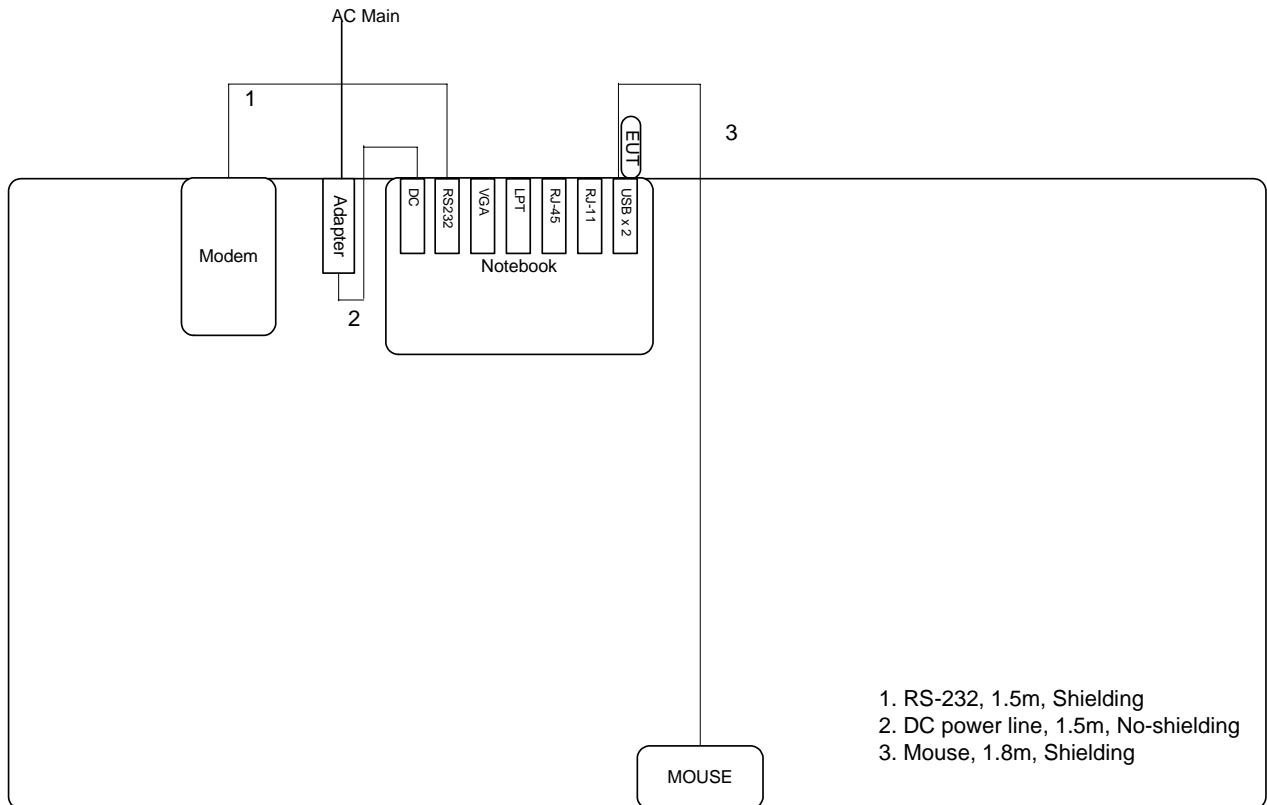 AC Main
1
3
EUT
DC
RS232
VGA
LPT
RJ-45
RJ-11
USB x 2
Adapter
Modem
Notebook
2
1. RS-232, 1.5m, Shielding
2. DC power line, 1.5m, No-shielding
3. Mouse, 1.8m, Shielding
MOUSE